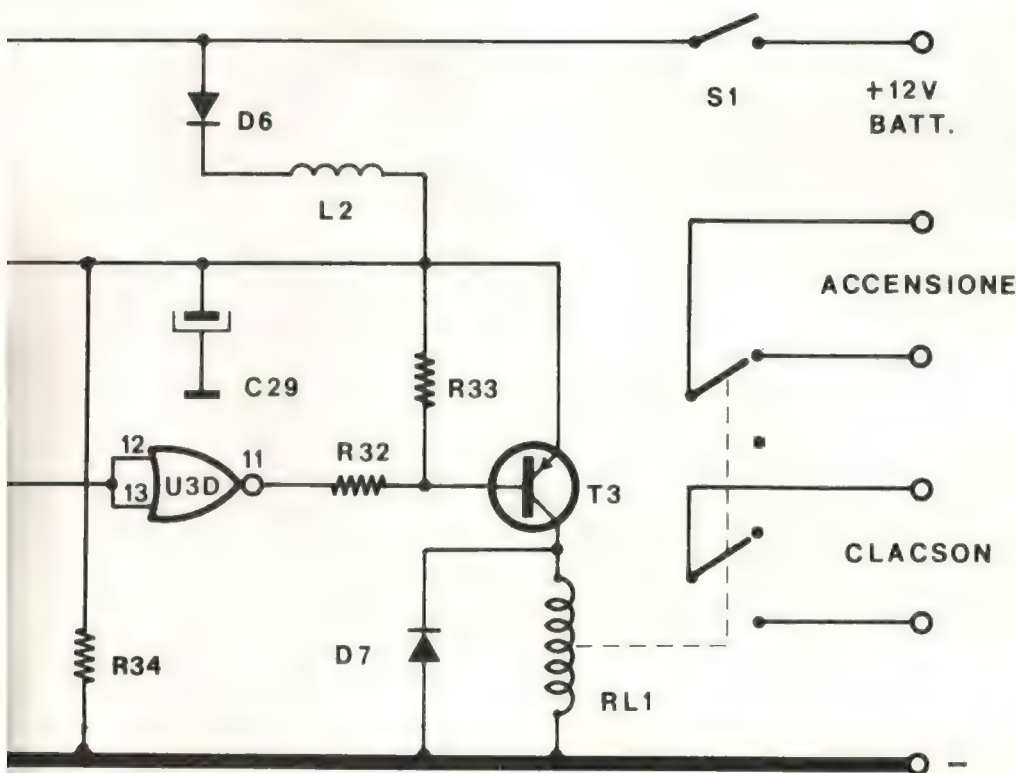 S1
+12V
BATT.
D6
L2
ACCENSIONE
C29
R33
12
13
U3D
11
R32
T3
CLACSON
R34
D7
RL1
-